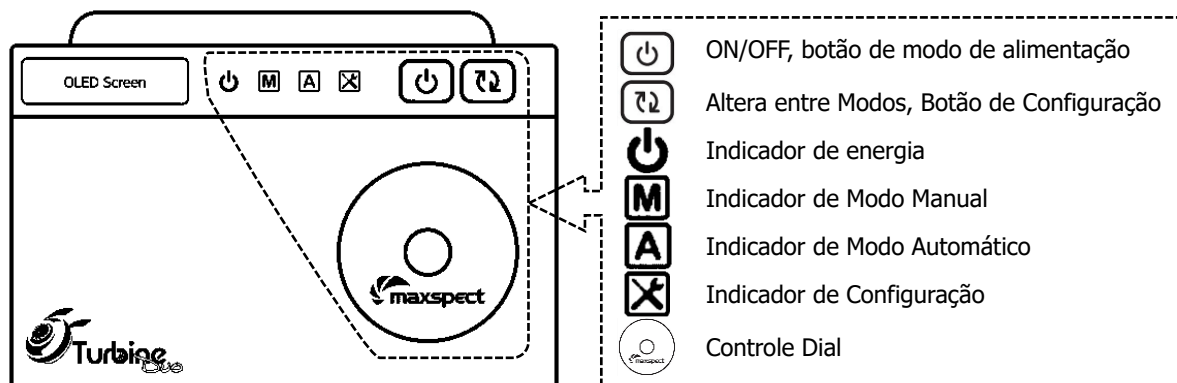 OLED Screen
M
A
maxspect
Turbine
Duo
ON/OFF, botão de modo de alimentação
Altera entre Modos, Botão de Configuração
Indicador de energia
M
Indicador de Modo Manual
A
Indicador de Modo Automático
Indicador de Configuração
maxspect
Controle Dial